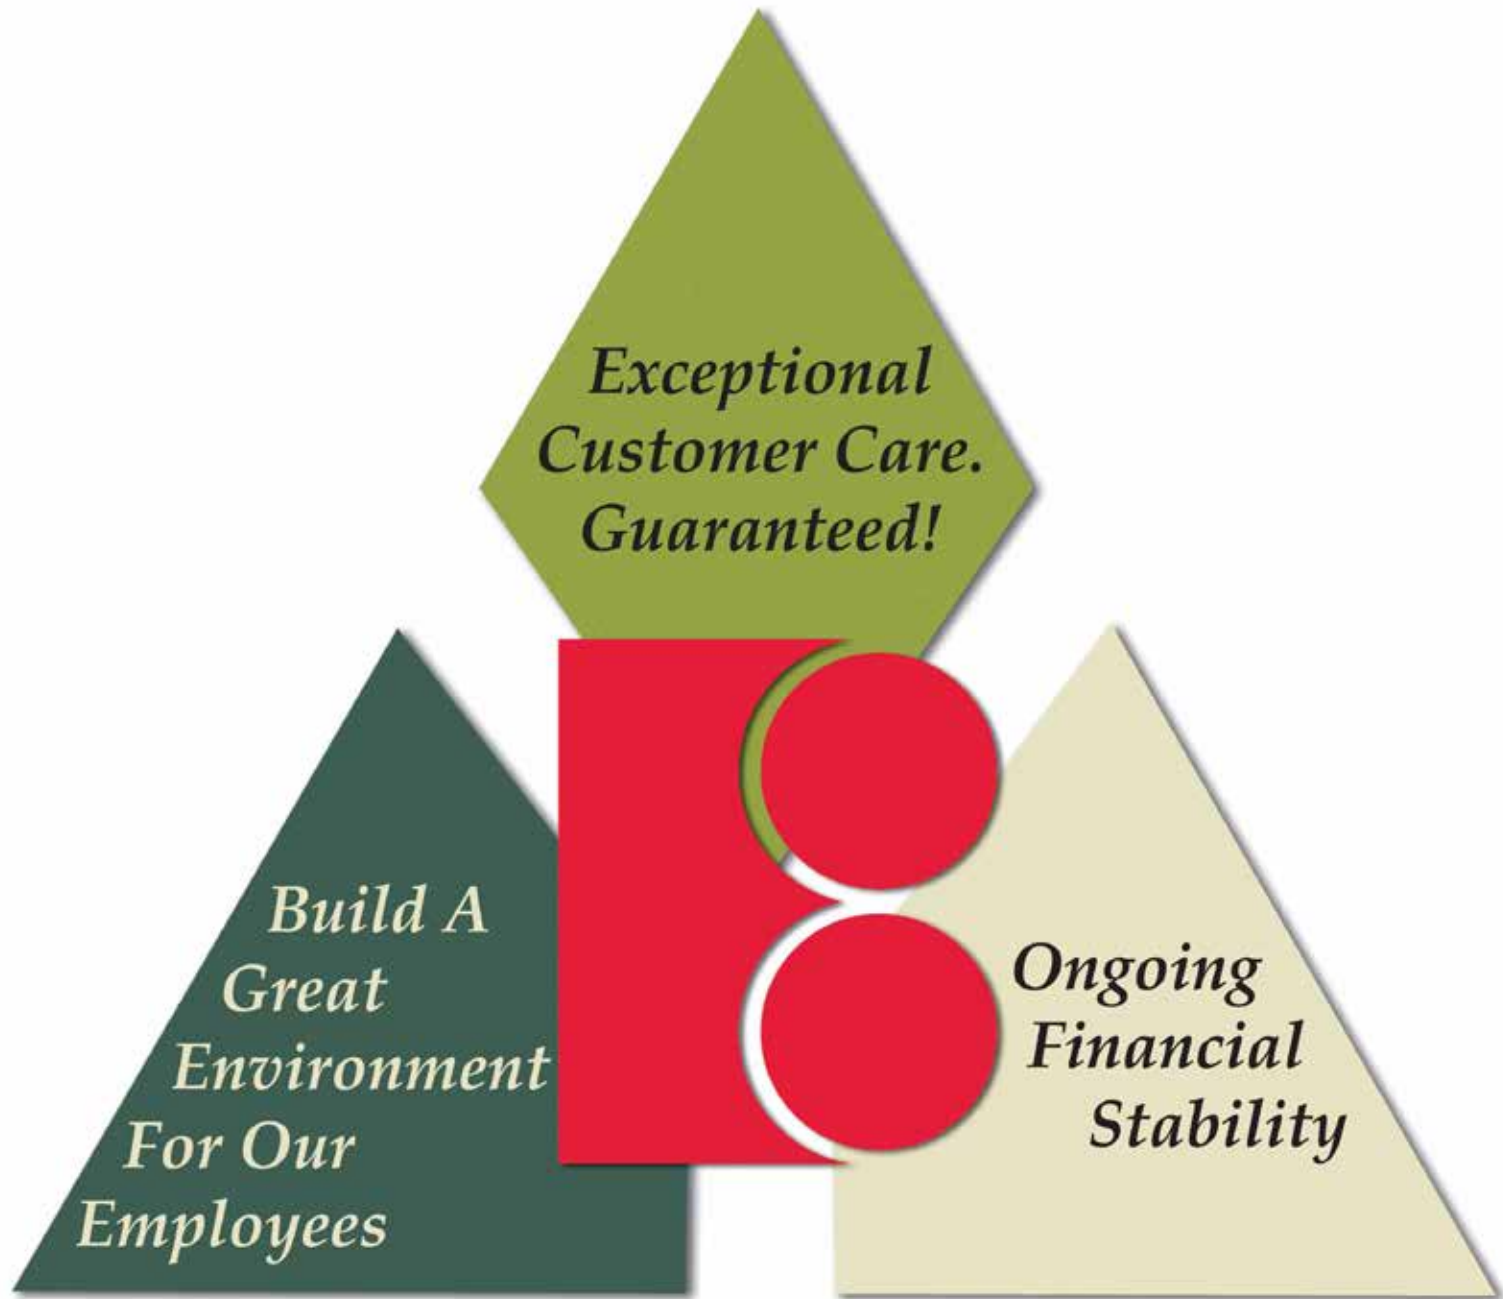 Exceptional
Customer Care.
Guaranteed!
Build A
Great
Environment
For Our
Employees
Ongoing
Financial
Stability